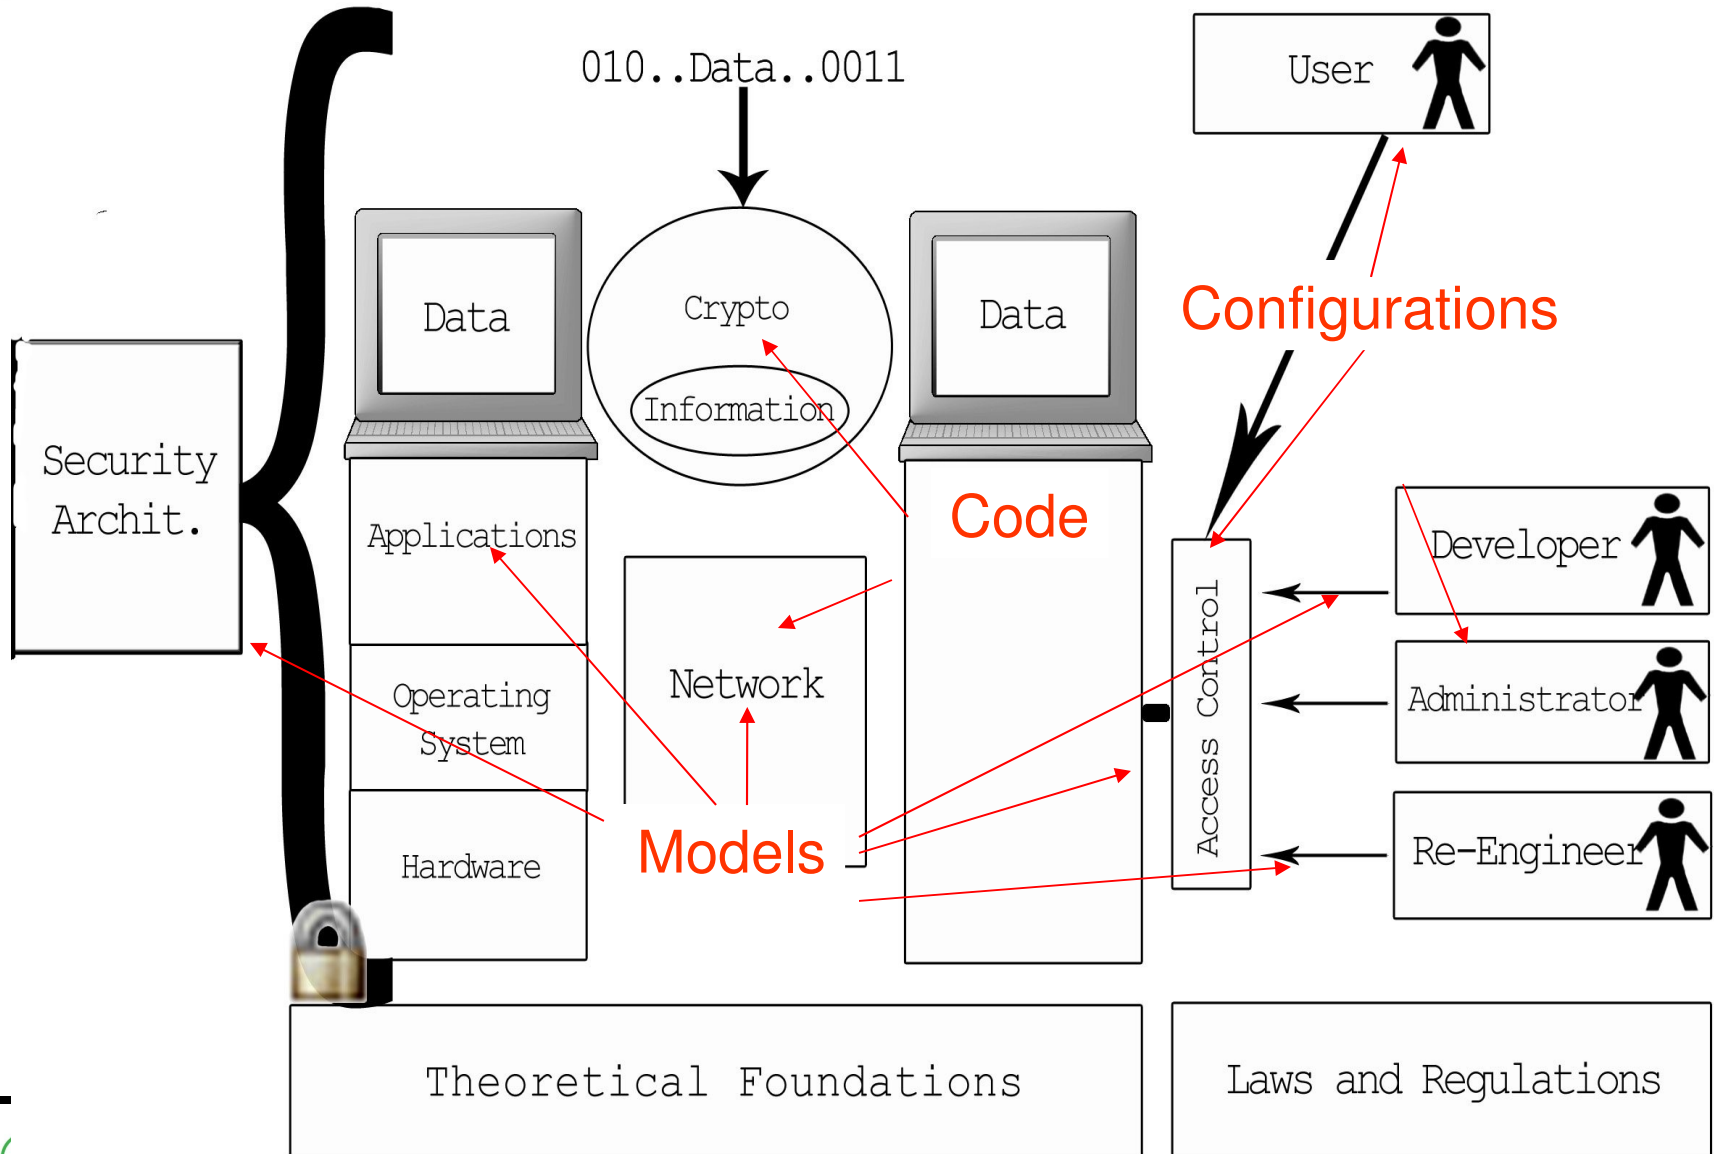 010..Data..0011
User
Data
Crypto
Data
Configurations
Information
Security
Archit.
Code
Applications
Developer
Network
Operating
System
Administrator
Access Control
Models
Hardware
Re-Engineer
Theoretical Foundations
Laws and Regulations